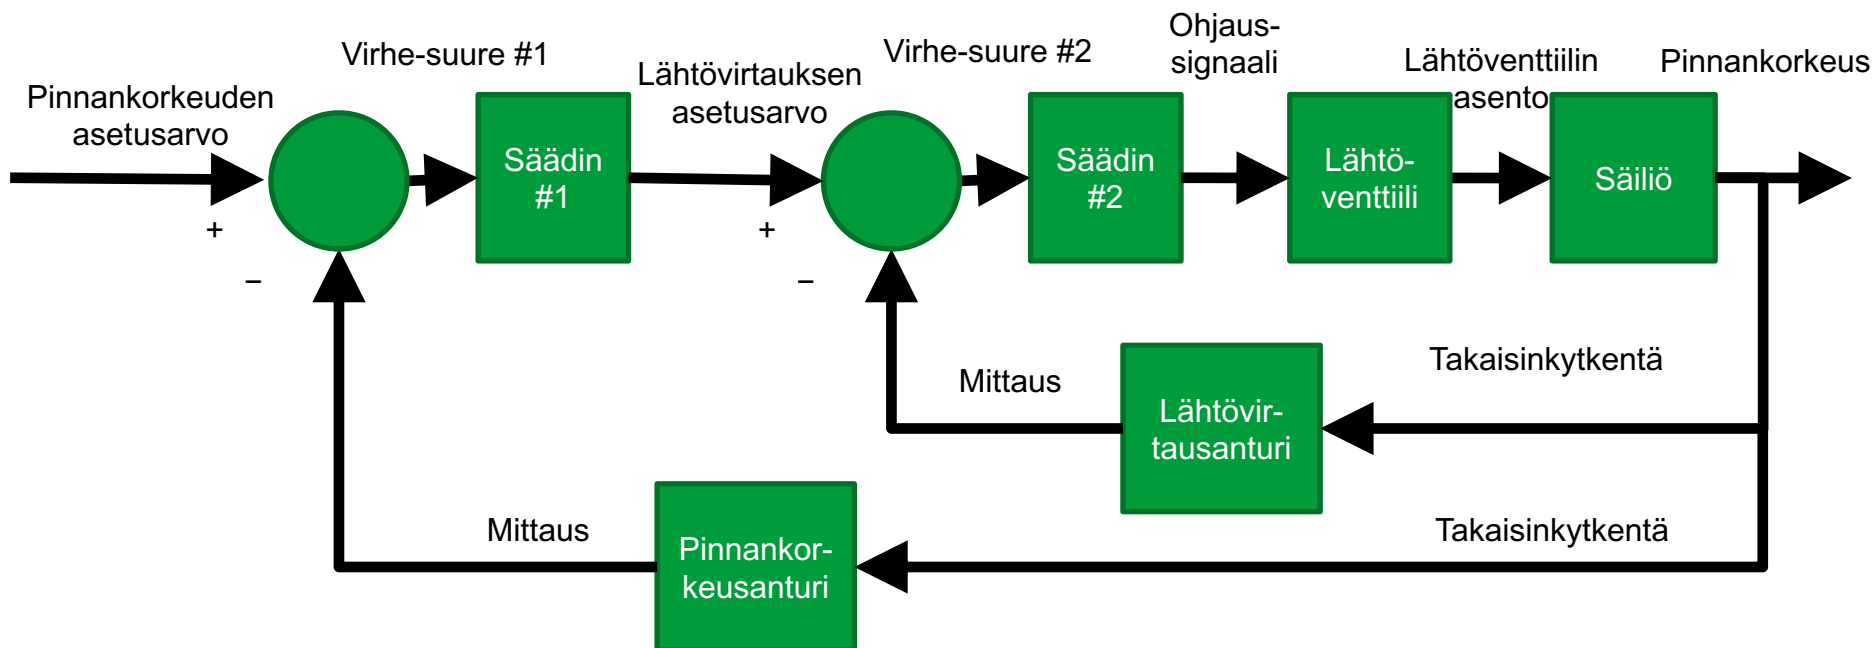 Pinnankorkeuden
asetusarvo
+
−
Virhe-suure #1
Säädin
#1
Lähtövirtauksen
asetusarvo
+
−
Virhe-suure #2
Säädin
#2
Ohjaus-
signaali
Lähtö-
venttiili
Lähtöventtiilin
asento
Säiliö
Pinnankorkeus
Takaisinkytkentä
Lähtövir-
tausanturi
Mittaus
Takaisinkytkentä
Pinnankor-
keusanturi
Mittaus